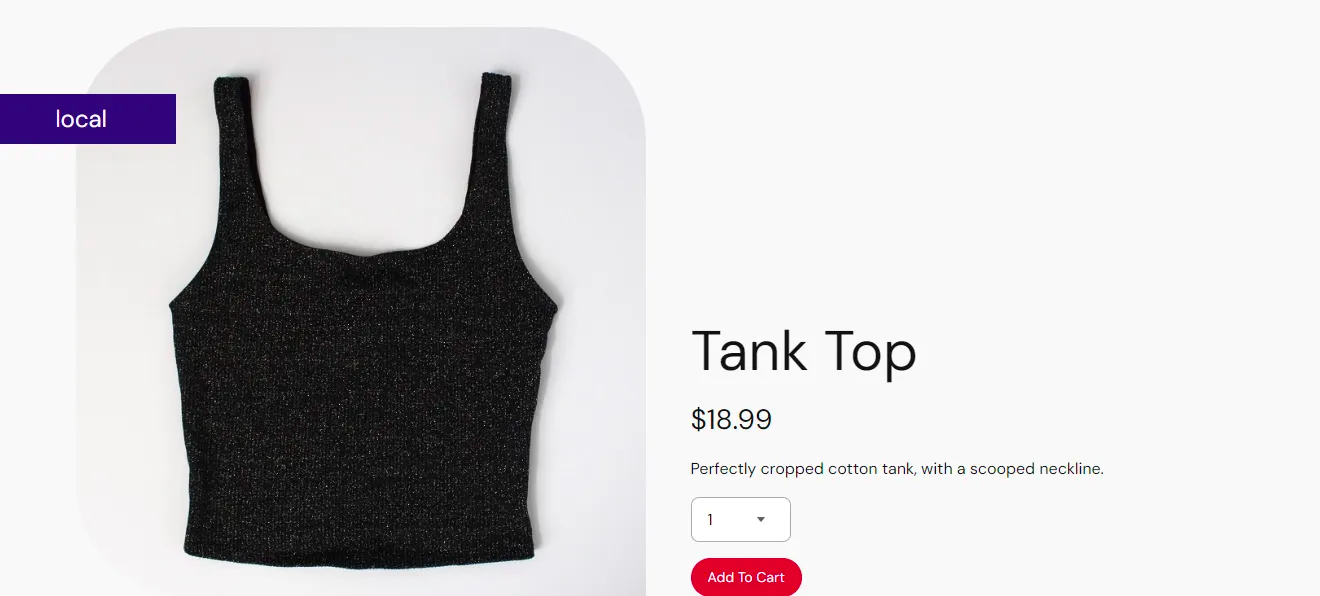 local
Tank Top
$18.99
Perfectly cropped cotton tank, with a scooped neckline.
1
Add To Cart